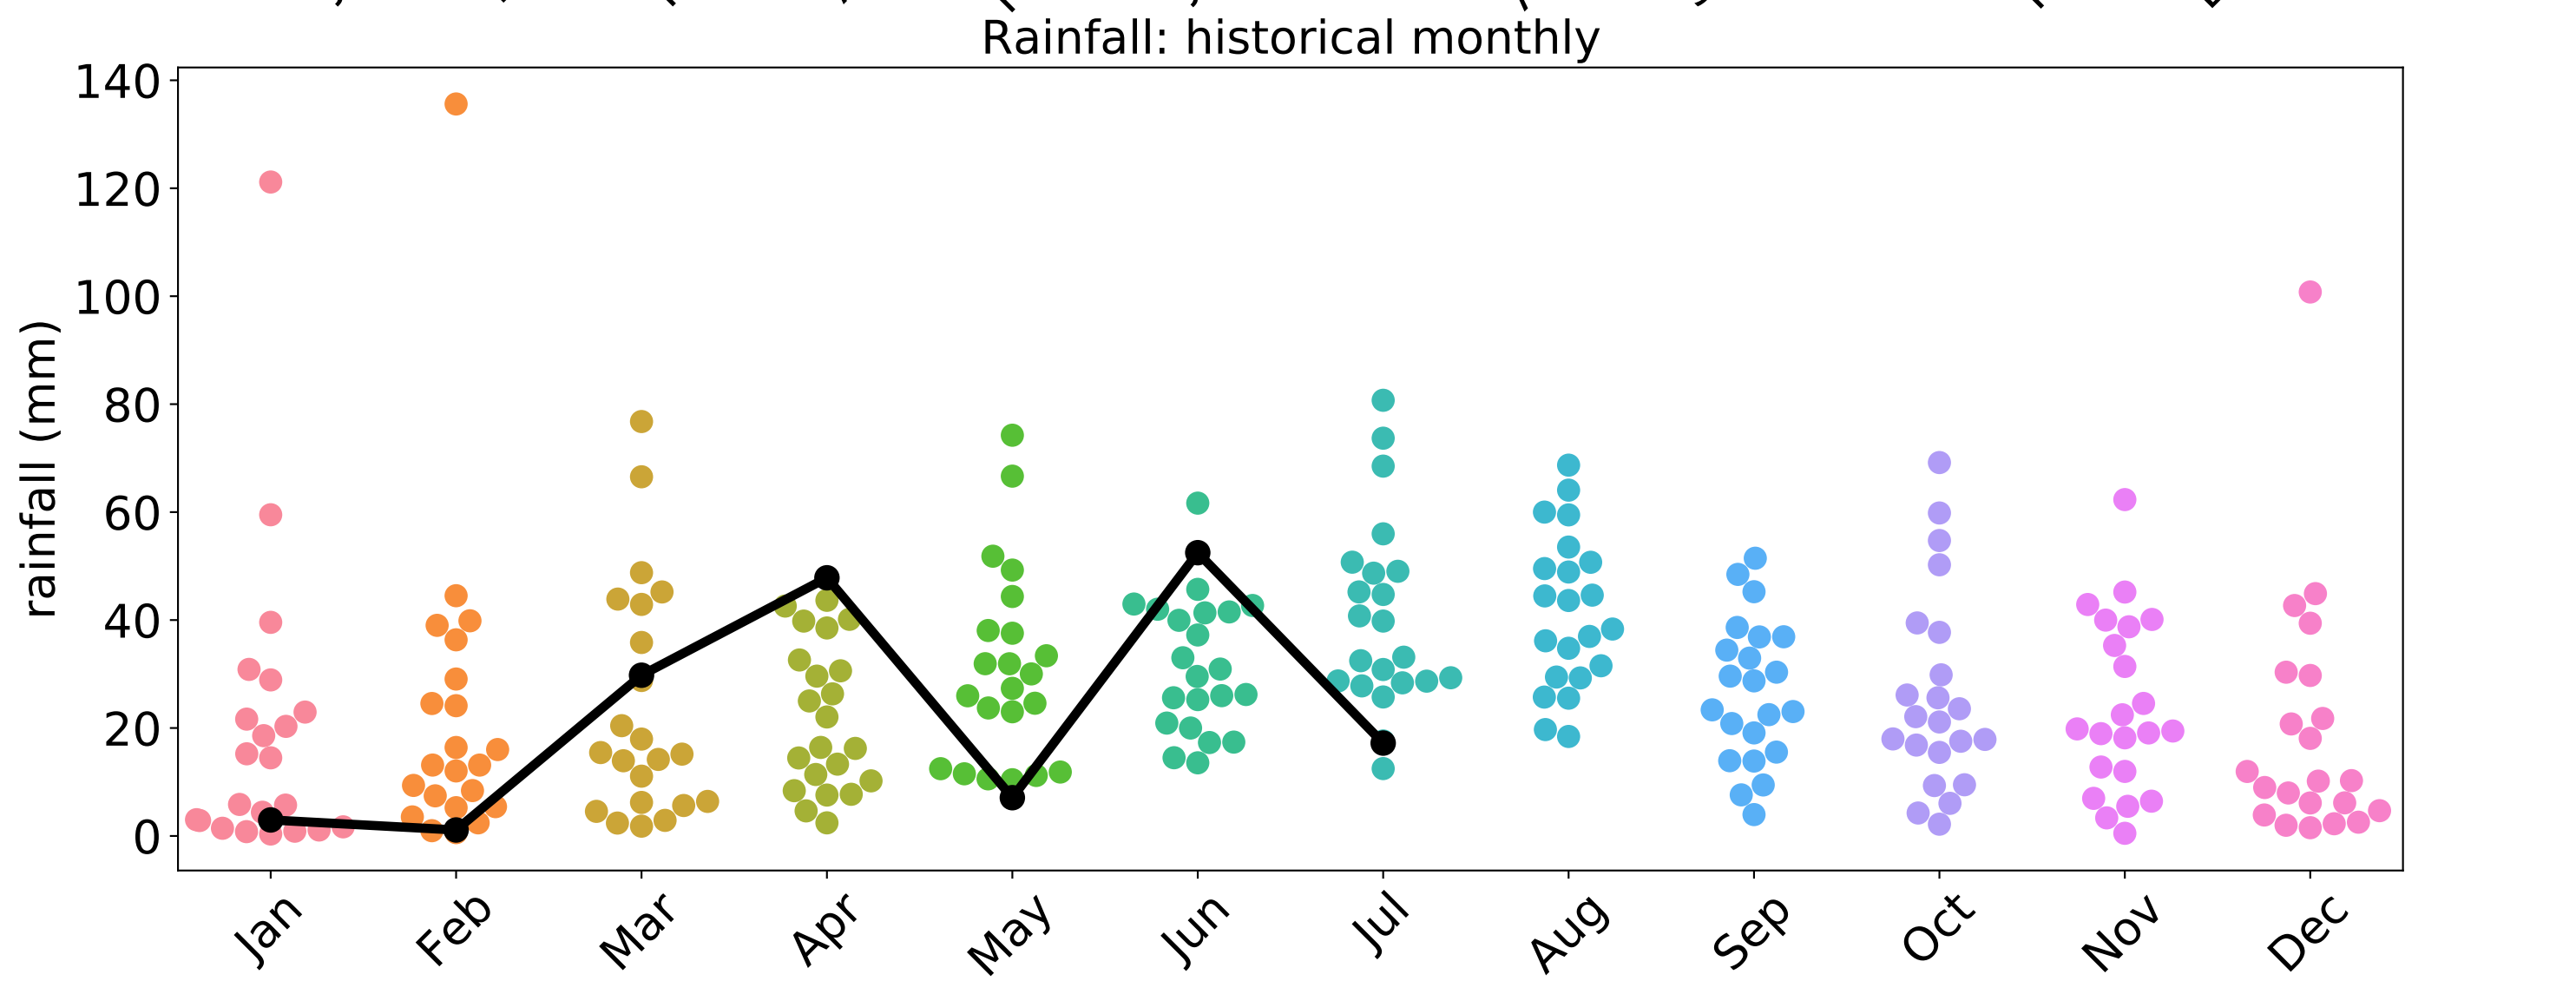 Rainfall: historical monthly
140
120
100
80
60
40
20
0
rainfall (mm)
Jan
Feb
Mar
Apr
May
Jun
Jul
Aug
Sep
Oct
Nov
Dec